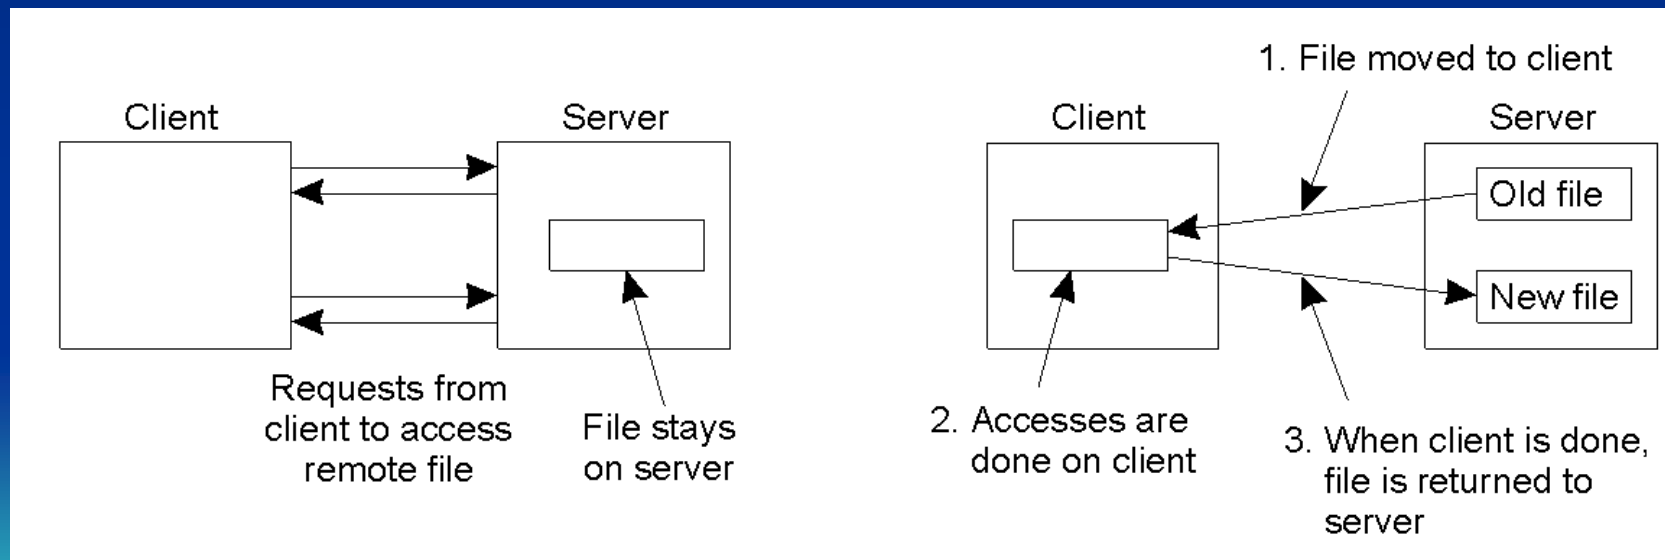 Client
Server
Requests from
client to access
remote file
File stays
on server
1. File moved to client
Client
Server
Old file
New file
2. Accesses are
done on client
3. When client is done,
file is returned to
server